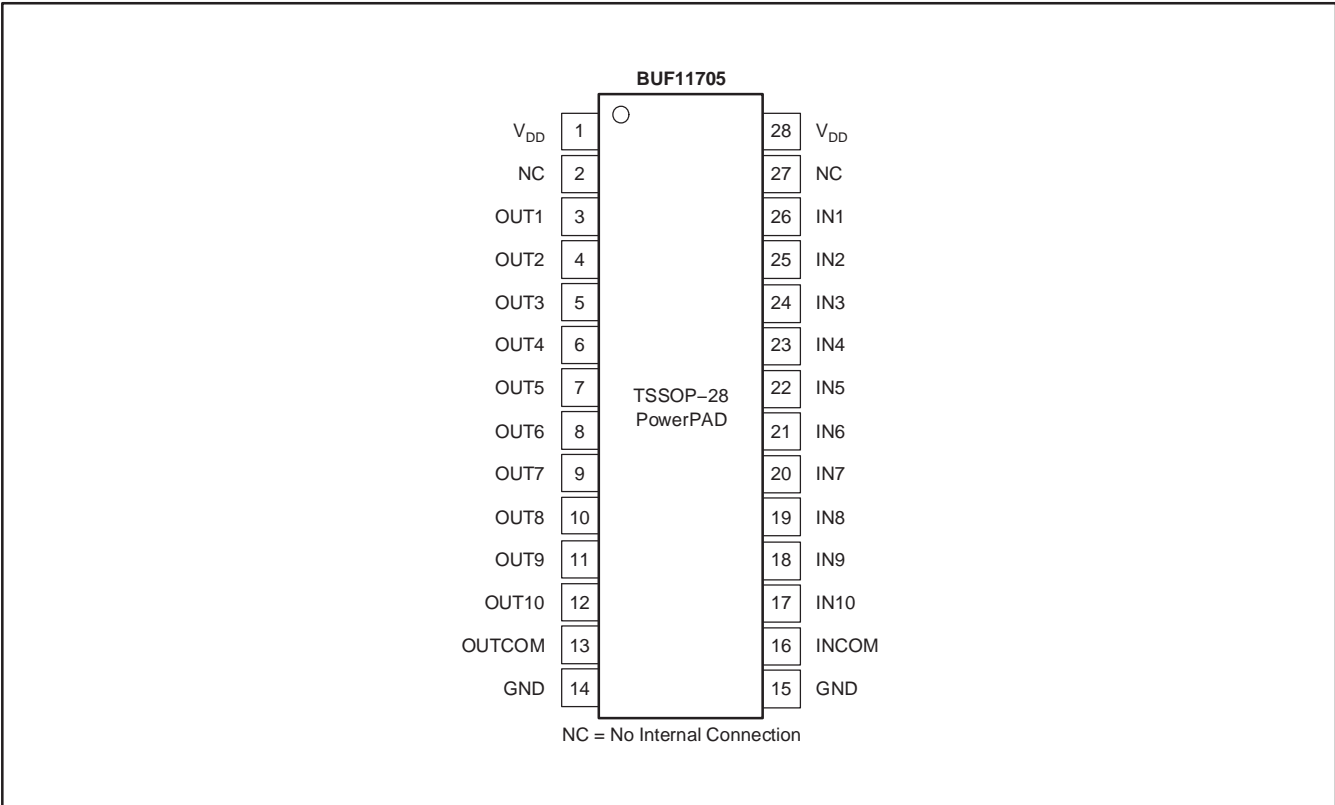 BUF11705
V_DD 1 28 V_DD
NC 2 27 NC
OUT1 3 26 IN1
OUT2 4 25 IN2
OUT3 5 24 IN3
OUT4 6 23 IN4
OUT5 7 22 IN5
TSSOP−28
PowerPAD
OUT6 8 21 IN6
OUT7 9 20 IN7
OUT8 10 19 IN8
OUT9 11 18 IN9
OUT10 12 17 IN10
OUTCOM 13 16 INCOM
GND 14 15 GND
NC = No Internal Connection